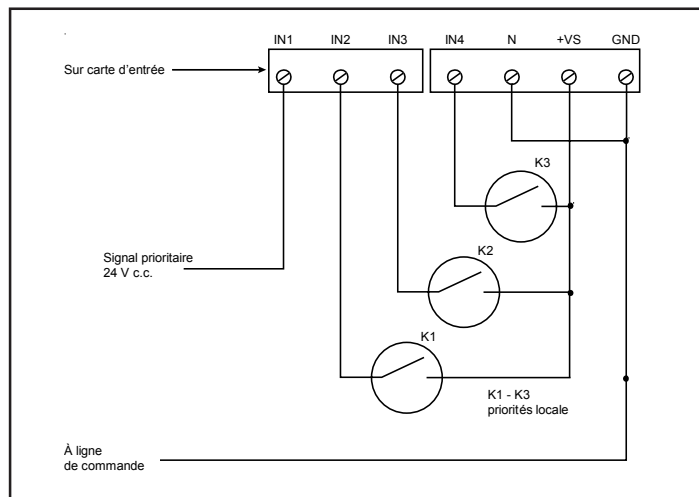 IN1 IN2 IN3 IN4 N +VS GND
Sur carte d'entrée
K3
Signal prioritaire
24 V c.c.
K2
K1
K1 - K3
priorités locale
À ligne
de commande